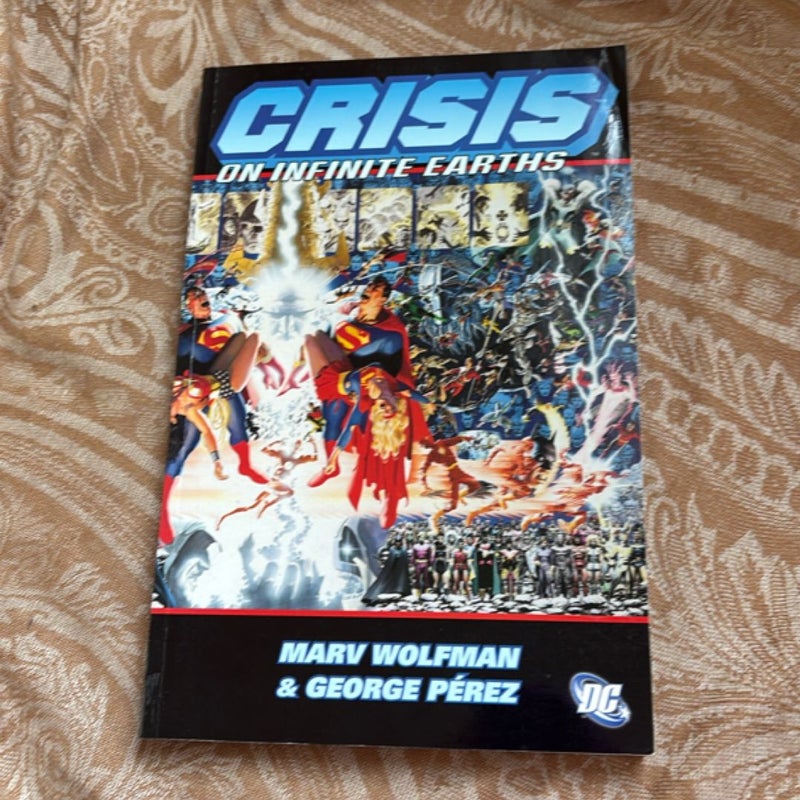 CRISIS
ON INFINITE EARTHS
MARV WOLFMAN
& GEORGE PÉREZ
DC